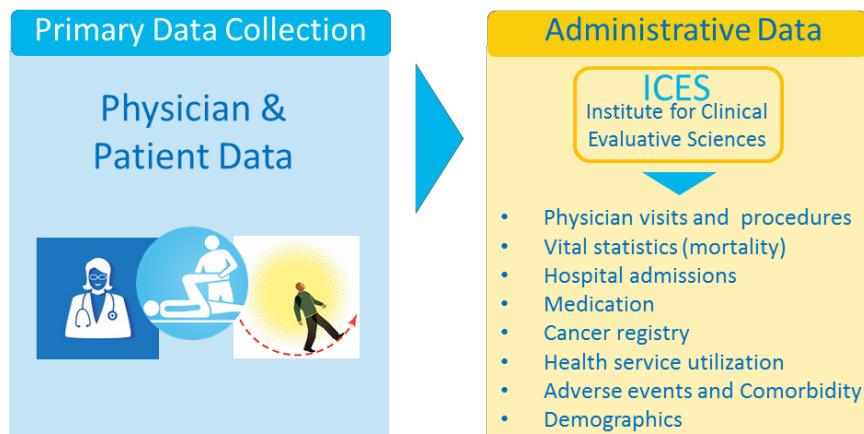 Primary Data Collection
Physician &
Patient Data
Administrative Data
ICES
Institute for Clinical
Evaluative Sciences
• Physician visits and procedures
• Vital statistics (mortality)
• Hospital admissions
• Medication
• Cancer registry
• Health service utilization
• Adverse events and Comorbidity
• Demographics